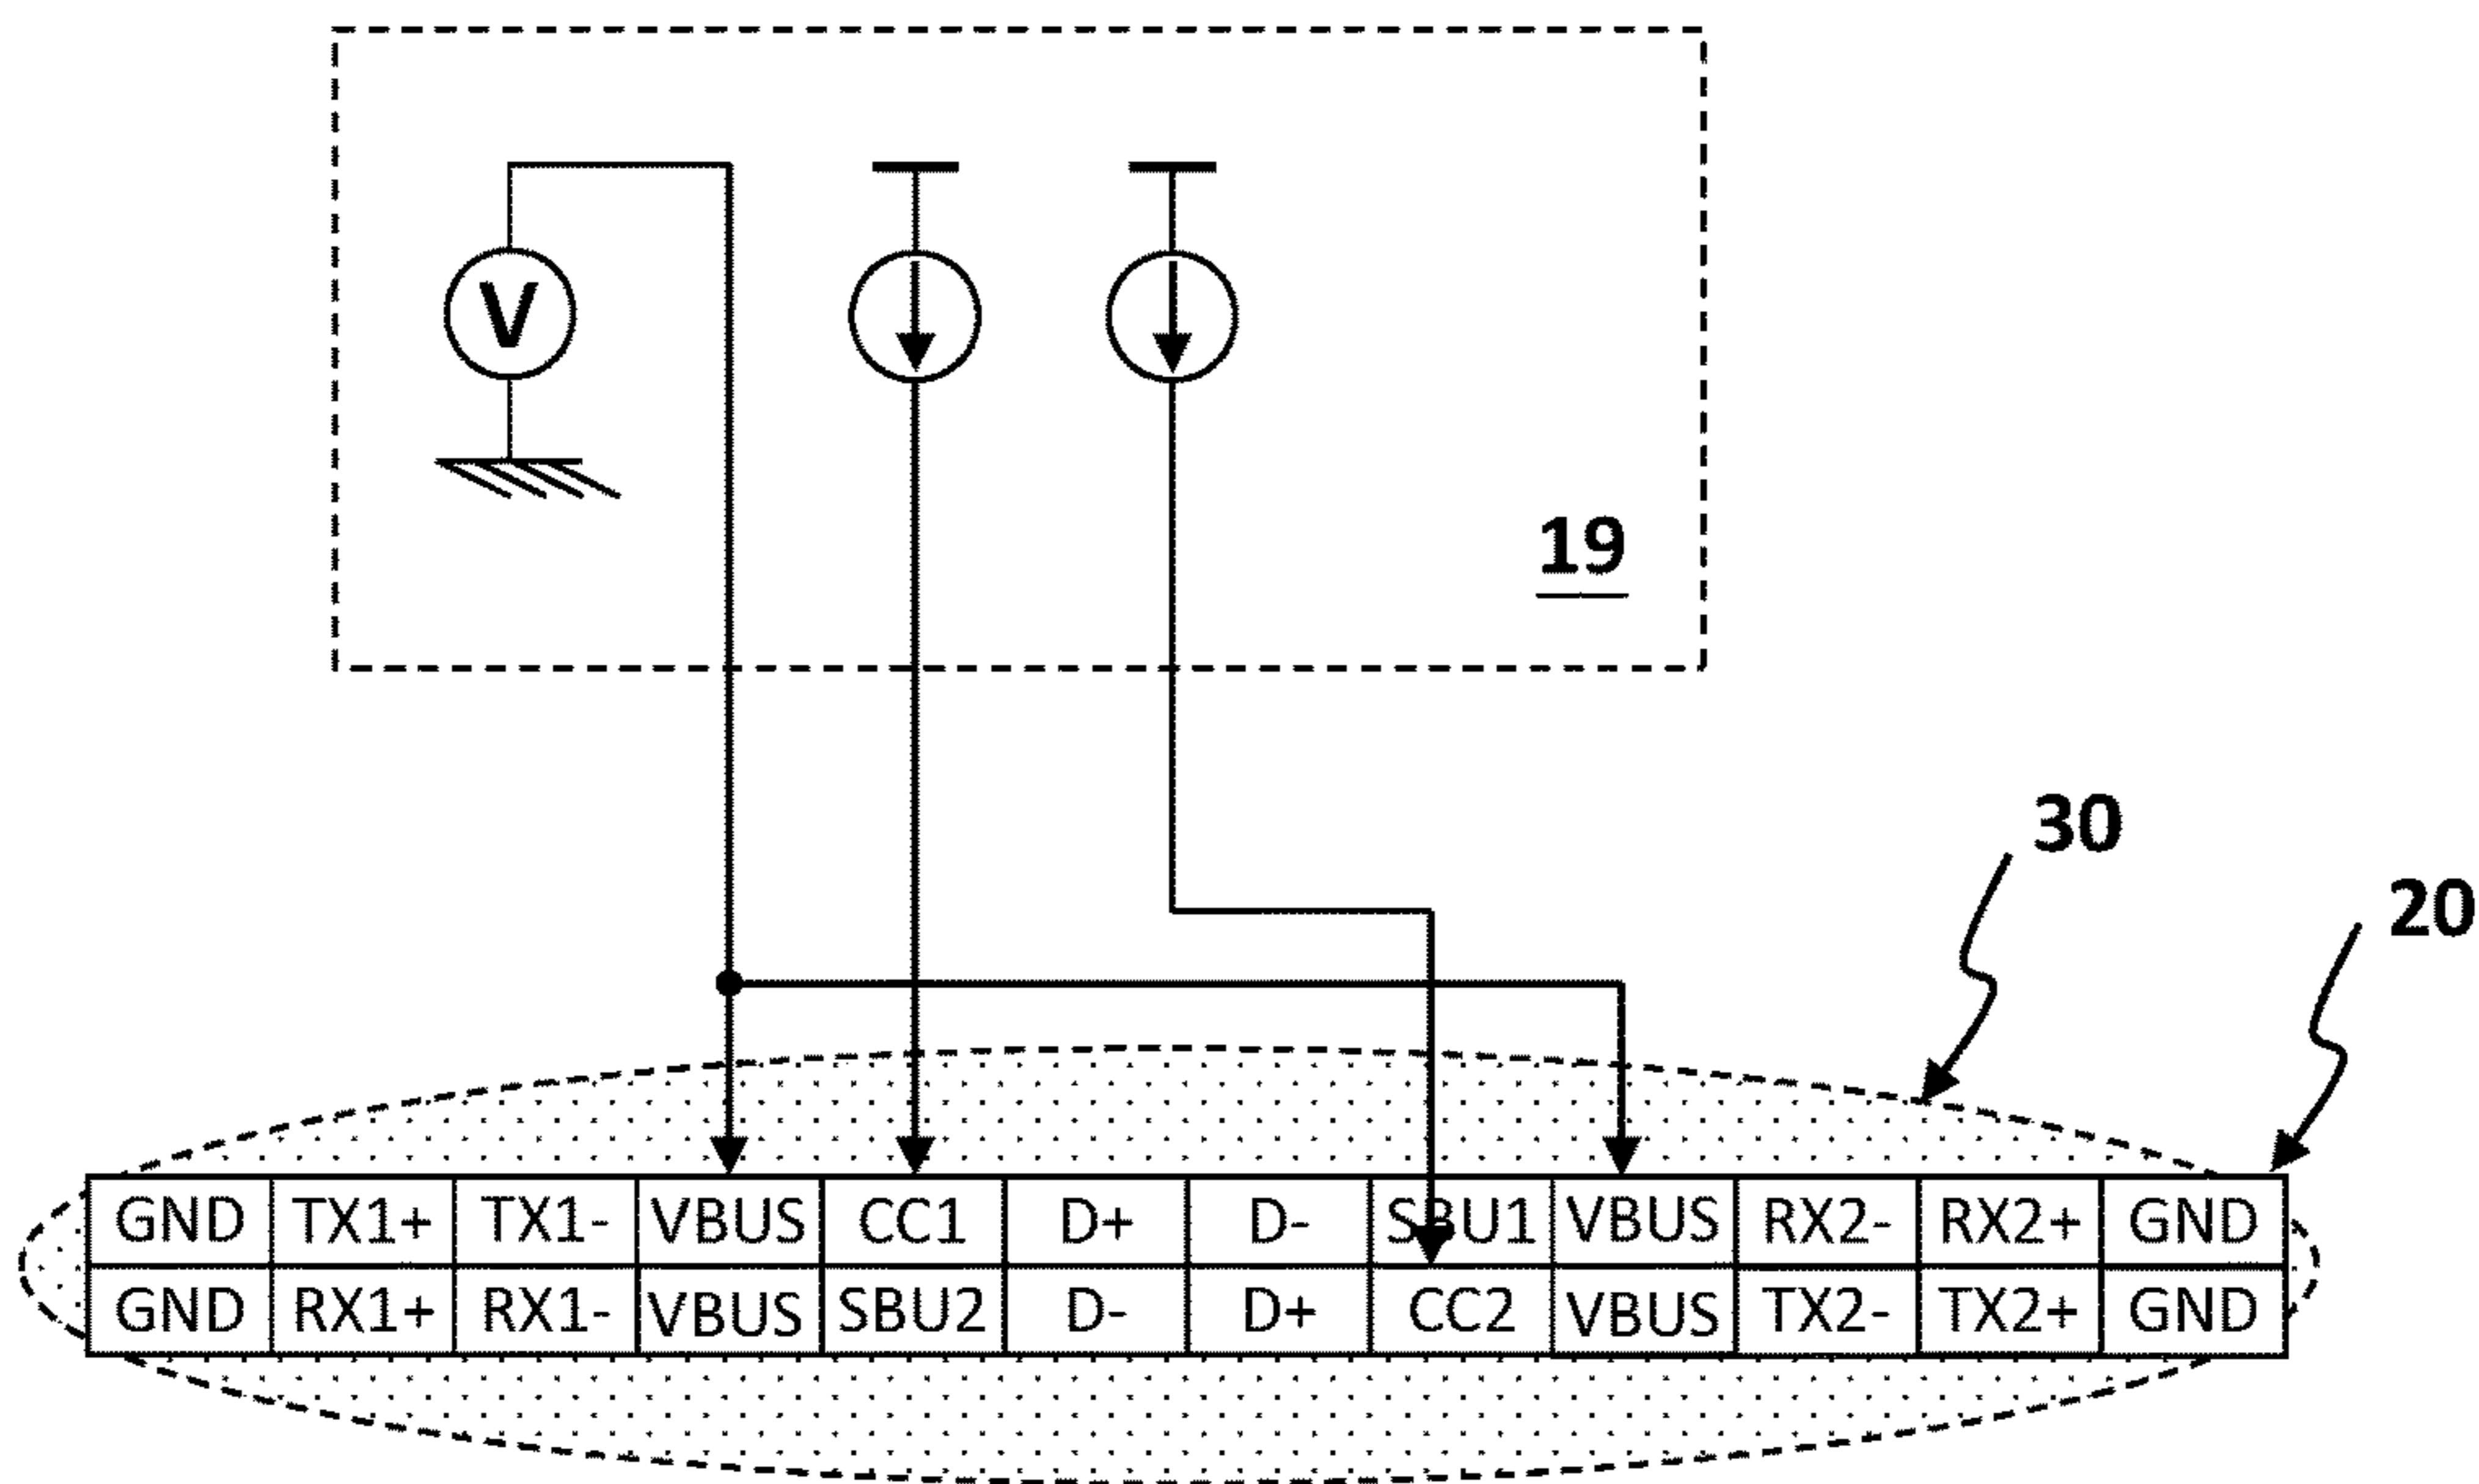 V
19
30
20
GND TX1+ TX1- VBUS CC1 D+ D- SBU1 VBUS RX2- RX2+ GND
GND RX1+ RX1- VBUS SBU2 D- D+ CC2 VBUS TX2- TX2+ GND